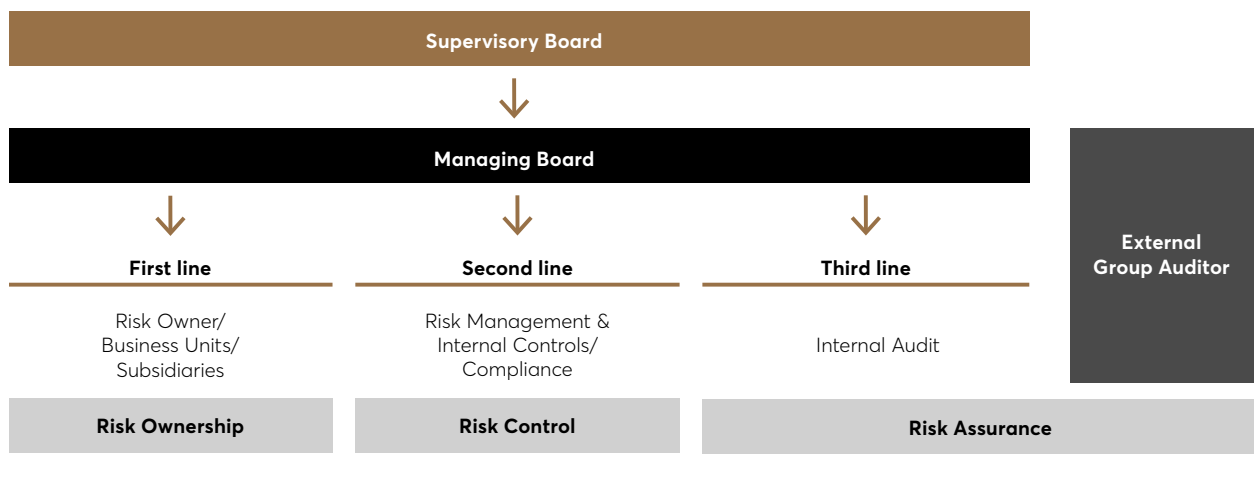 Supervisory Board
Managing Board
External
Group Auditor
First line
Second line
Third line
Risk Owner/
Business Units/
Subsidiaries
Risk Management &
Internal Controls/
Compliance
Internal Audit
Risk Ownership
Risk Control
Risk Assurance